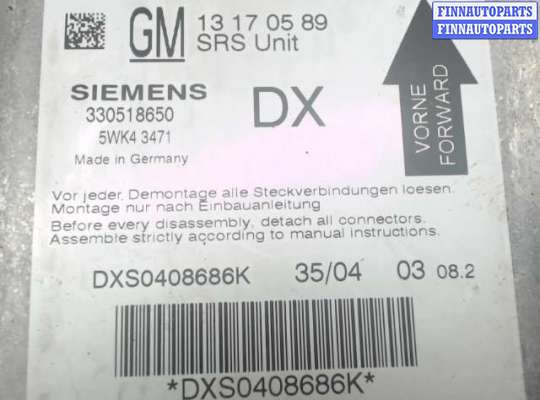 FINNAUTOPARTS
FINNAUTOPARTS
GM 13 17 05 89
SRS Unit
SIEMENS
330518650
5WK4 3471
Made in Germany
DX
VORNE
FORWARD
Vor jeder Demontage alle Steckverbindungen loesen.
Montage nur nach Einbauanleitung
Before every disassembly, detach all connectors.
Assemble strictly according to manual instructions.
DXS0408686K 35/04 03 08.2
*DXS0408686K*